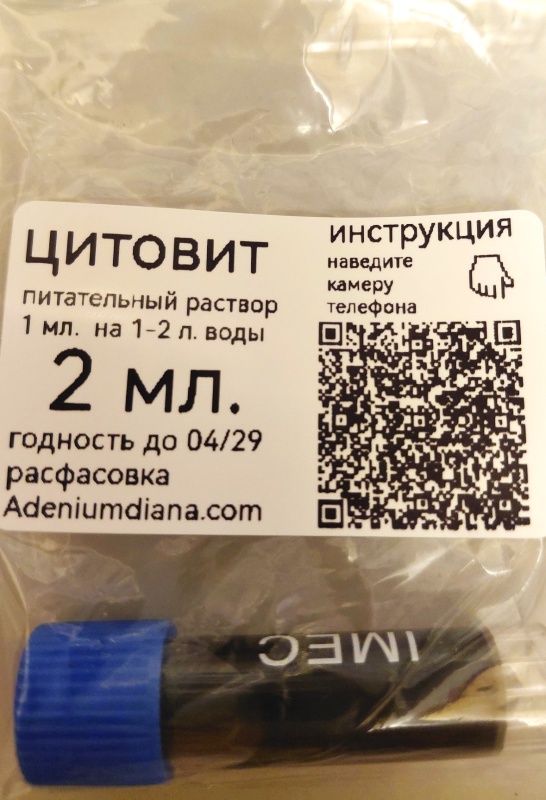 ЦИТОВИТ
питательный раствор
1 мл. на 1-2 л. воды
2 мл.
годность до 04/29
расфасовка
Adeniumdiana.com
инструкция
наведите
камеру
телефона
IMEC